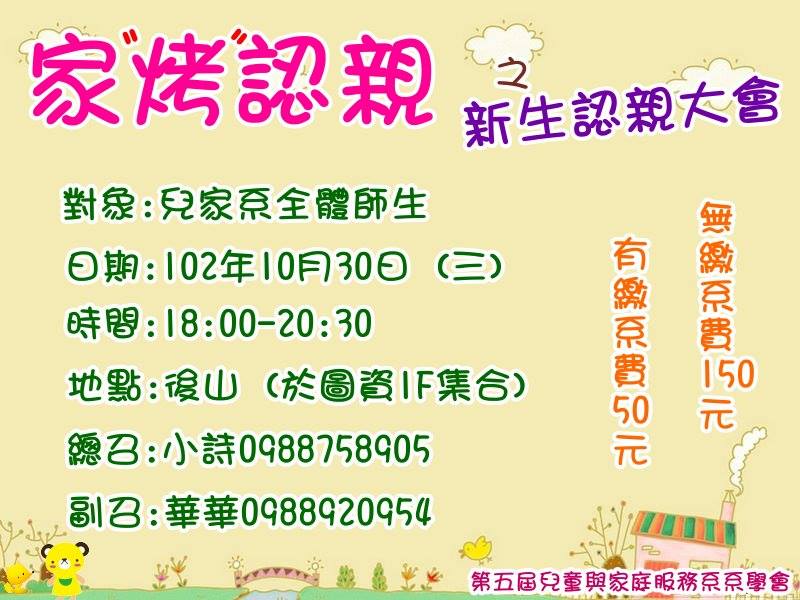 家"烤"認親
之
新生認親大會
對象:兒家系全體師生
日期:102年10月30日 (三)
時間:18:00-20:30
地點:後山 (於圖資1F集合)
總召:小詩0988758905
副召:華華0988920954
無繳系費150元
有繳系費50元
第五屆兒童與家庭服務系系學會